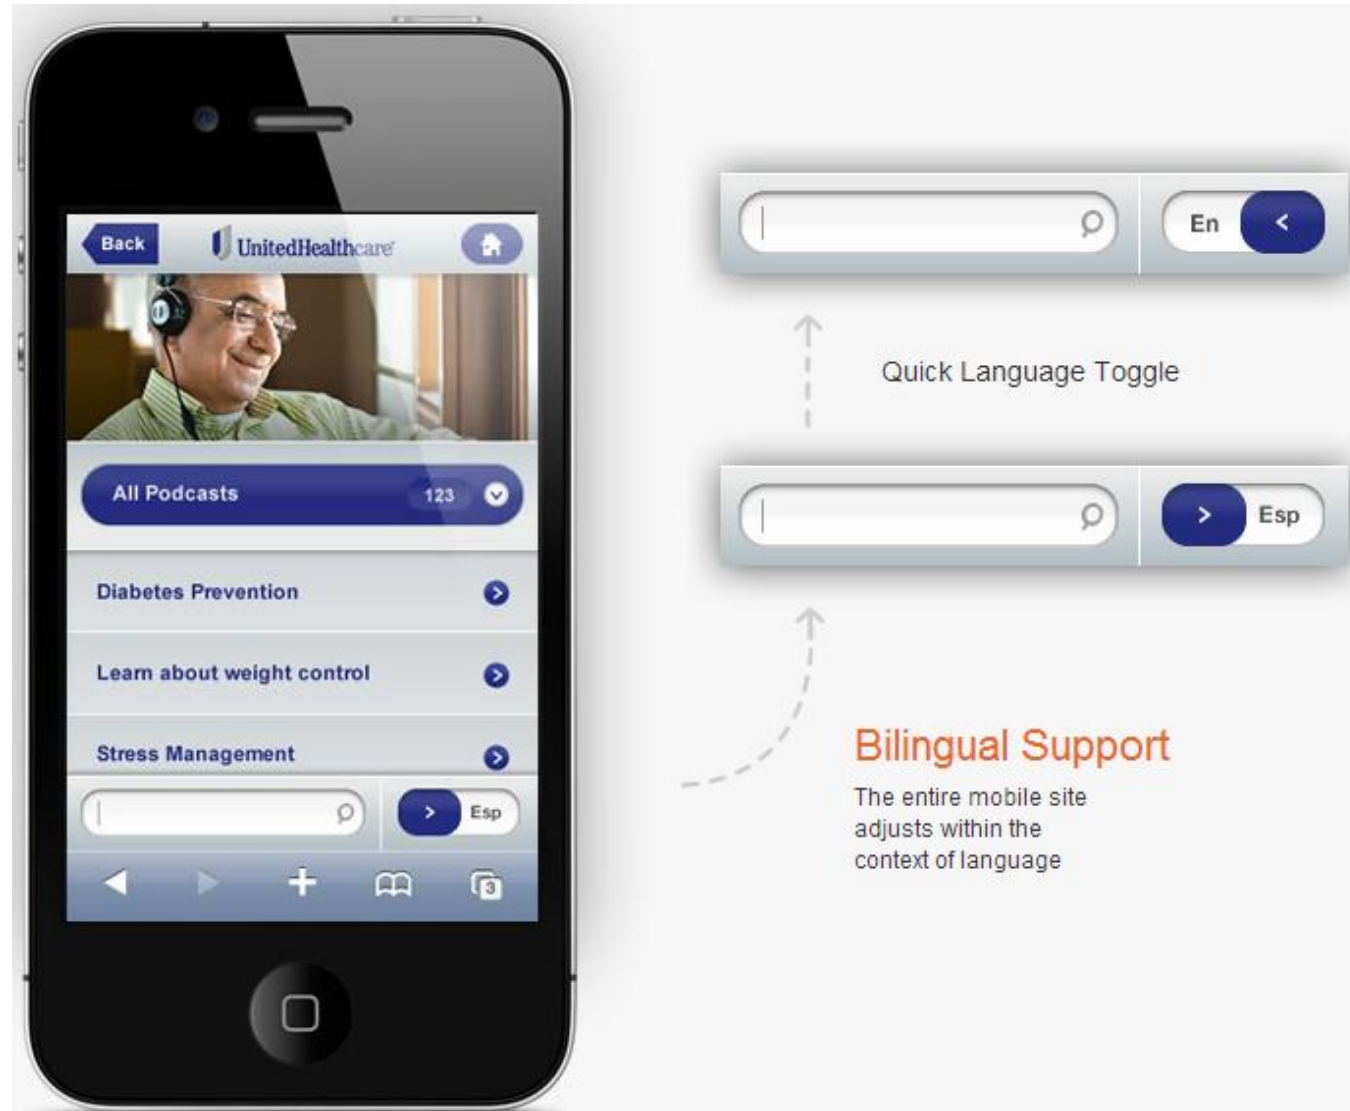 Back
UnitedHealthcare®
All Podcasts 123
Diabetes Prevention
Learn about weight control
Stress Management
Esp
3
En <
Quick Language Toggle
> Esp
Bilingual Support
The entire mobile site
adjusts within the
context of language